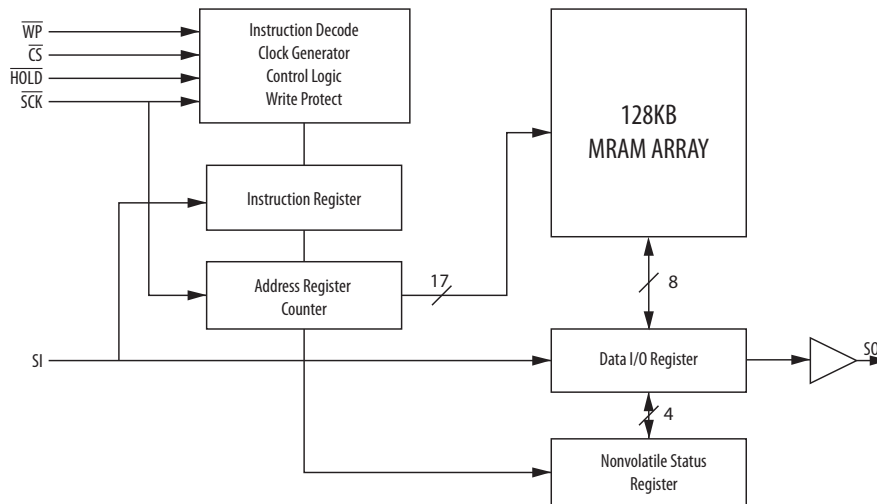 WP
CS
HOLD
SCK
Instruction Decode
Clock Generator
Control Logic
Write Protect
128KB
MRAM ARRAY
Instruction Register
17
Address Register
Counter
8
SI
Data I/O Register
SO
4
Nonvolatile Status
Register